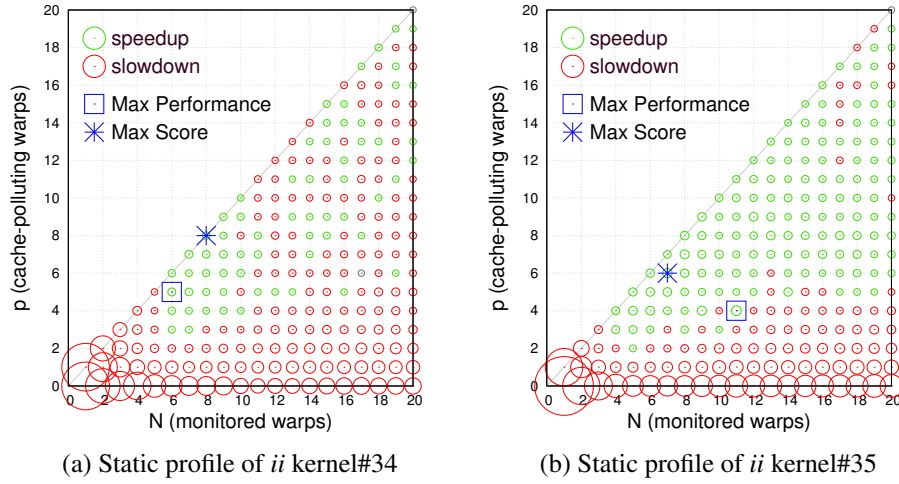 20
18
16
14
12
10
8
6
4
2
0
p (cache-polluting warps)
speedup
slowdown
Max Performance
Max Score
0 2 4 6 8 10 12 14 16 18 20
N (monitored warps)
(a) Static profile of ii kernel#34
20
18
16
14
12
10
8
6
4
2
0
p (cache-polluting warps)
speedup
slowdown
Max Performance
Max Score
0 2 4 6 8 10 12 14 16 18 20
N (monitored warps)
(b) Static profile of ii kernel#35